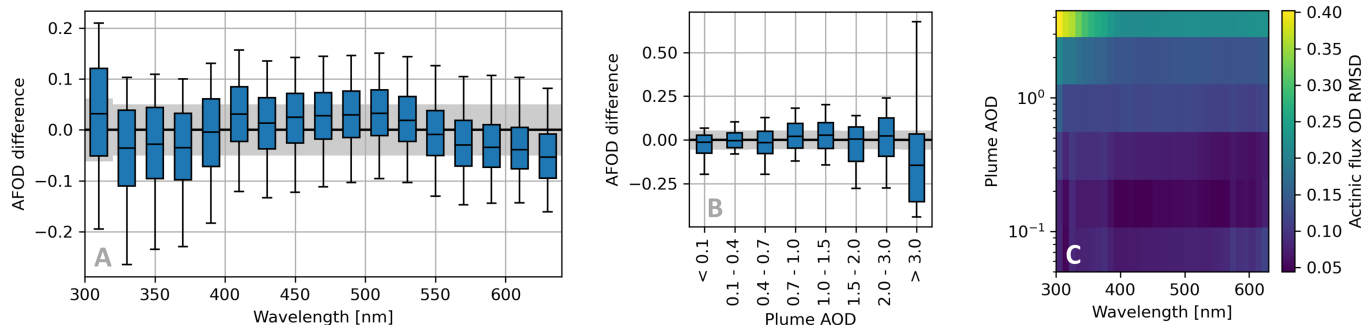 0.2
0.1
0.0
−0.1
−0.2
AFOD difference
A
300
350
400
450
500
550
600
Wavelength [nm]
0.50
0.25
0.00
−0.25
AFOD difference
B
< 0.1
0.1 - 0.4
0.4 - 0.7
0.7 - 1.0
1.0 - 1.5
1.5 - 2.0
2.0 - 3.0
> 3.0
Plume AOD
10⁰
10⁻¹
Plume AOD
C
300
400
500
600
Wavelength [nm]
0.40
0.35
0.30
0.25
0.20
0.15
0.10
0.05
Actinic flux OD RMSD